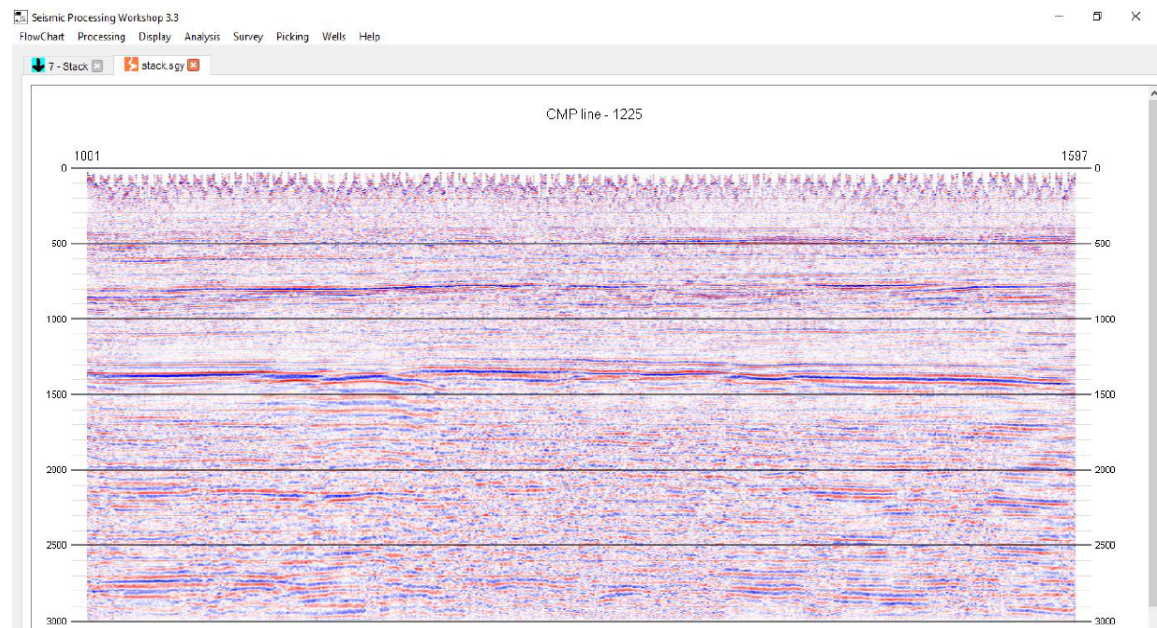 Seismic Processing Workshop 3.3
FlowChart Processing Display Analysis Survey Picking Wells Help
7 - Stack stack.sgy
CMP line - 1225
1001 1597
0 0
500 500
1000 1000
1500 1500
2000 2000
2500 2500
3000 3000